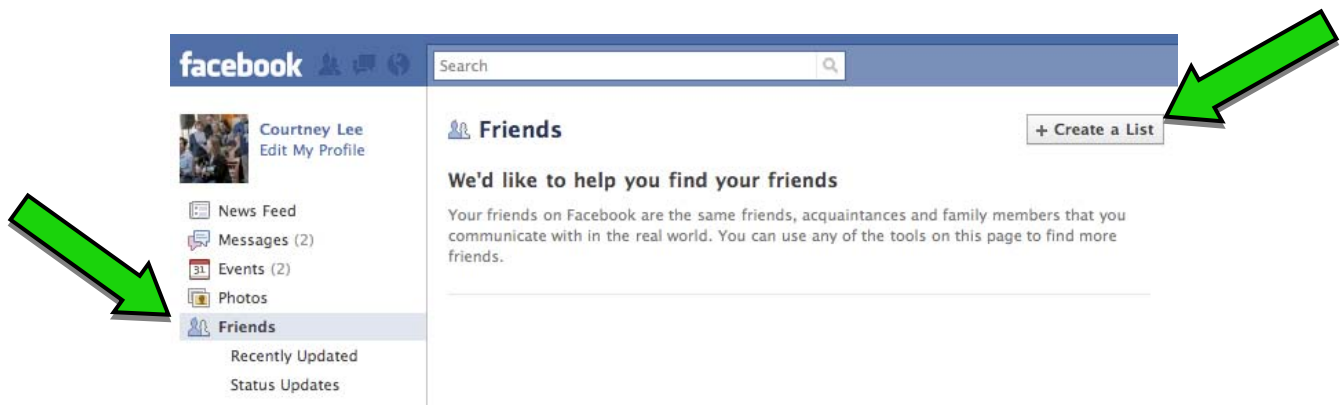 facebook
Search
Courtney Lee
Edit My Profile
News Feed
Messages (2)
31 Events (2)
Photos
Friends
Recently Updated
Status Updates
Friends
+ Create a List
We'd like to help you find your friends
Your friends on Facebook are the same friends, acquaintances and family members that you
communicate with in the real world. You can use any of the tools on this page to find more
friends.